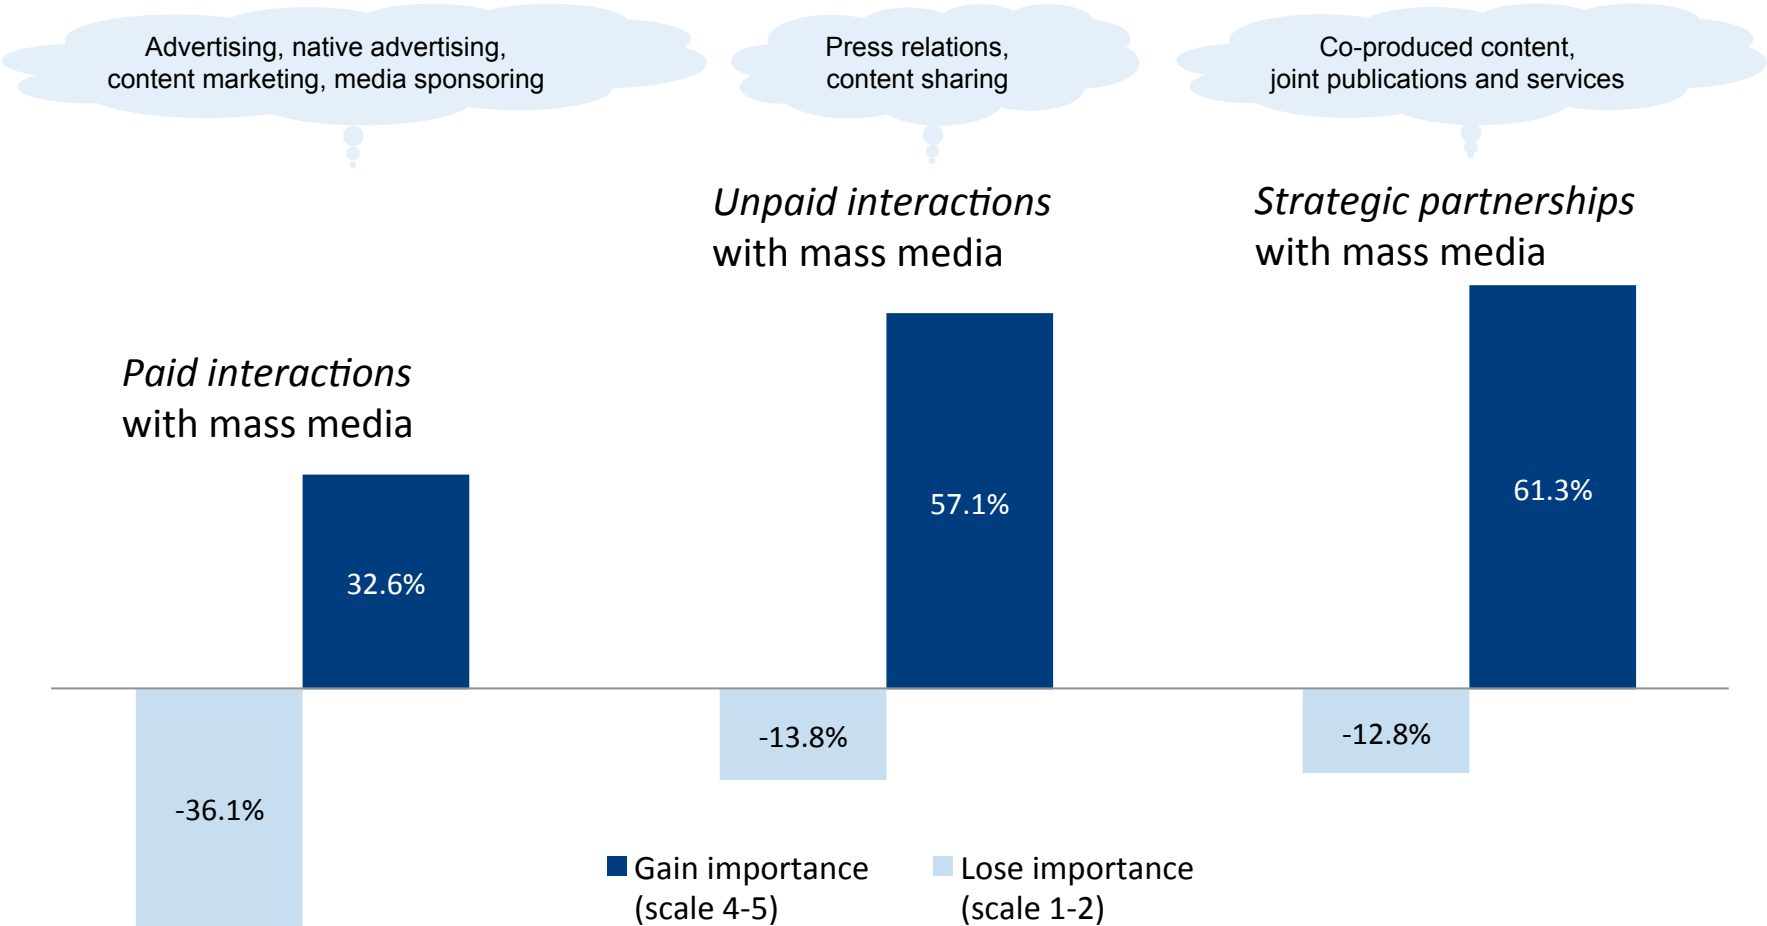 Advertising, native advertising,
content marketing, media sponsoring
Press relations,
content sharing
Co-produced content,
joint publications and services
Paid interactions
with mass media
Unpaid interactions
with mass media
Strategic partnerships
with mass media
32.6%
57.1%
61.3%
-36.1%
-13.8%
-12.8%
Gain importance
(scale 4-5)
Lose importance
(scale 1-2)